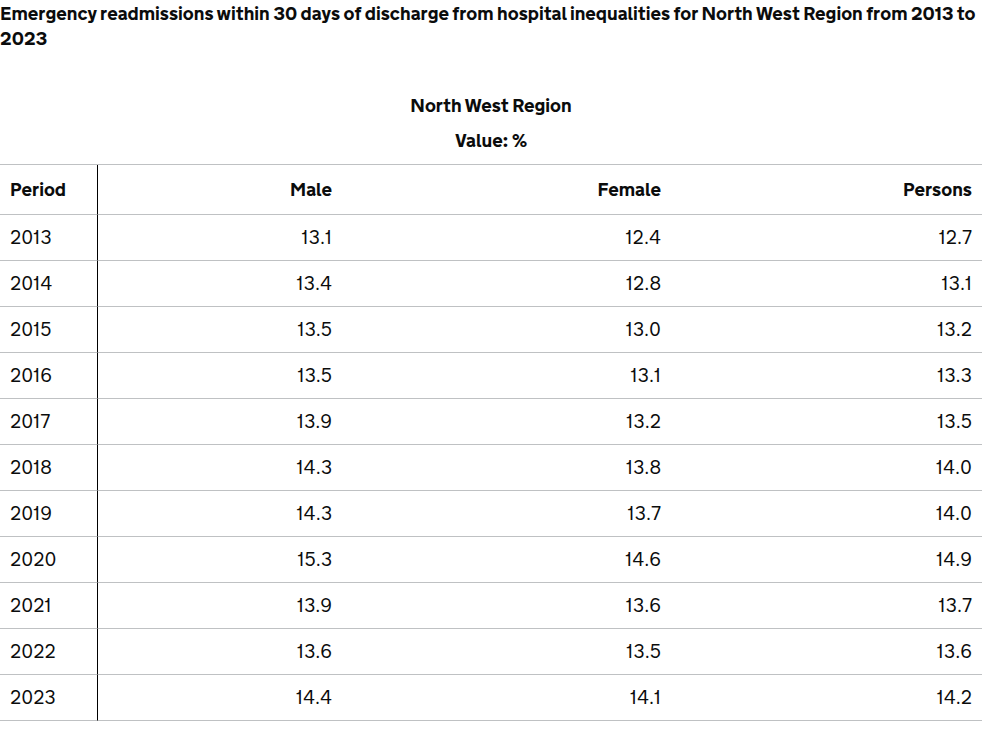 Emergency readmissions within 30 days of discharge from hospital inequalities for North West Region from 2013 to
2023
North West Region
Value: %
Period Male Female Persons
2013 13.1 12.4 12.7
2014 13.4 12.8 13.1
2015 13.5 13.0 13.2
2016 13.5 13.1 13.3
2017 13.9 13.2 13.5
2018 14.3 13.8 14.0
2019 14.3 13.7 14.0
2020 15.3 14.6 14.9
2021 13.9 13.6 13.7
2022 13.6 13.5 13.6
2023 14.4 14.1 14.2